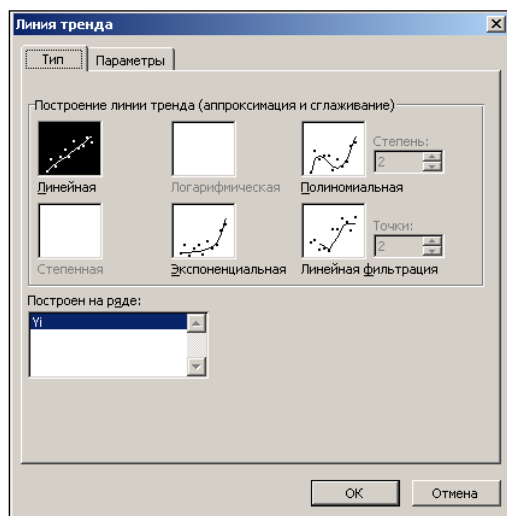 Линия тренда
Тип
Параметры
Построение линии тренда (аппроксимация и сглаживание)
Линейная
Логарифмическая
Полиномиальная
Степень:
2
Степенная
Экспоненциальная
Линейная фильтрация
Точки:
2
Построен на ряде:
Yi
ОК
Отмена